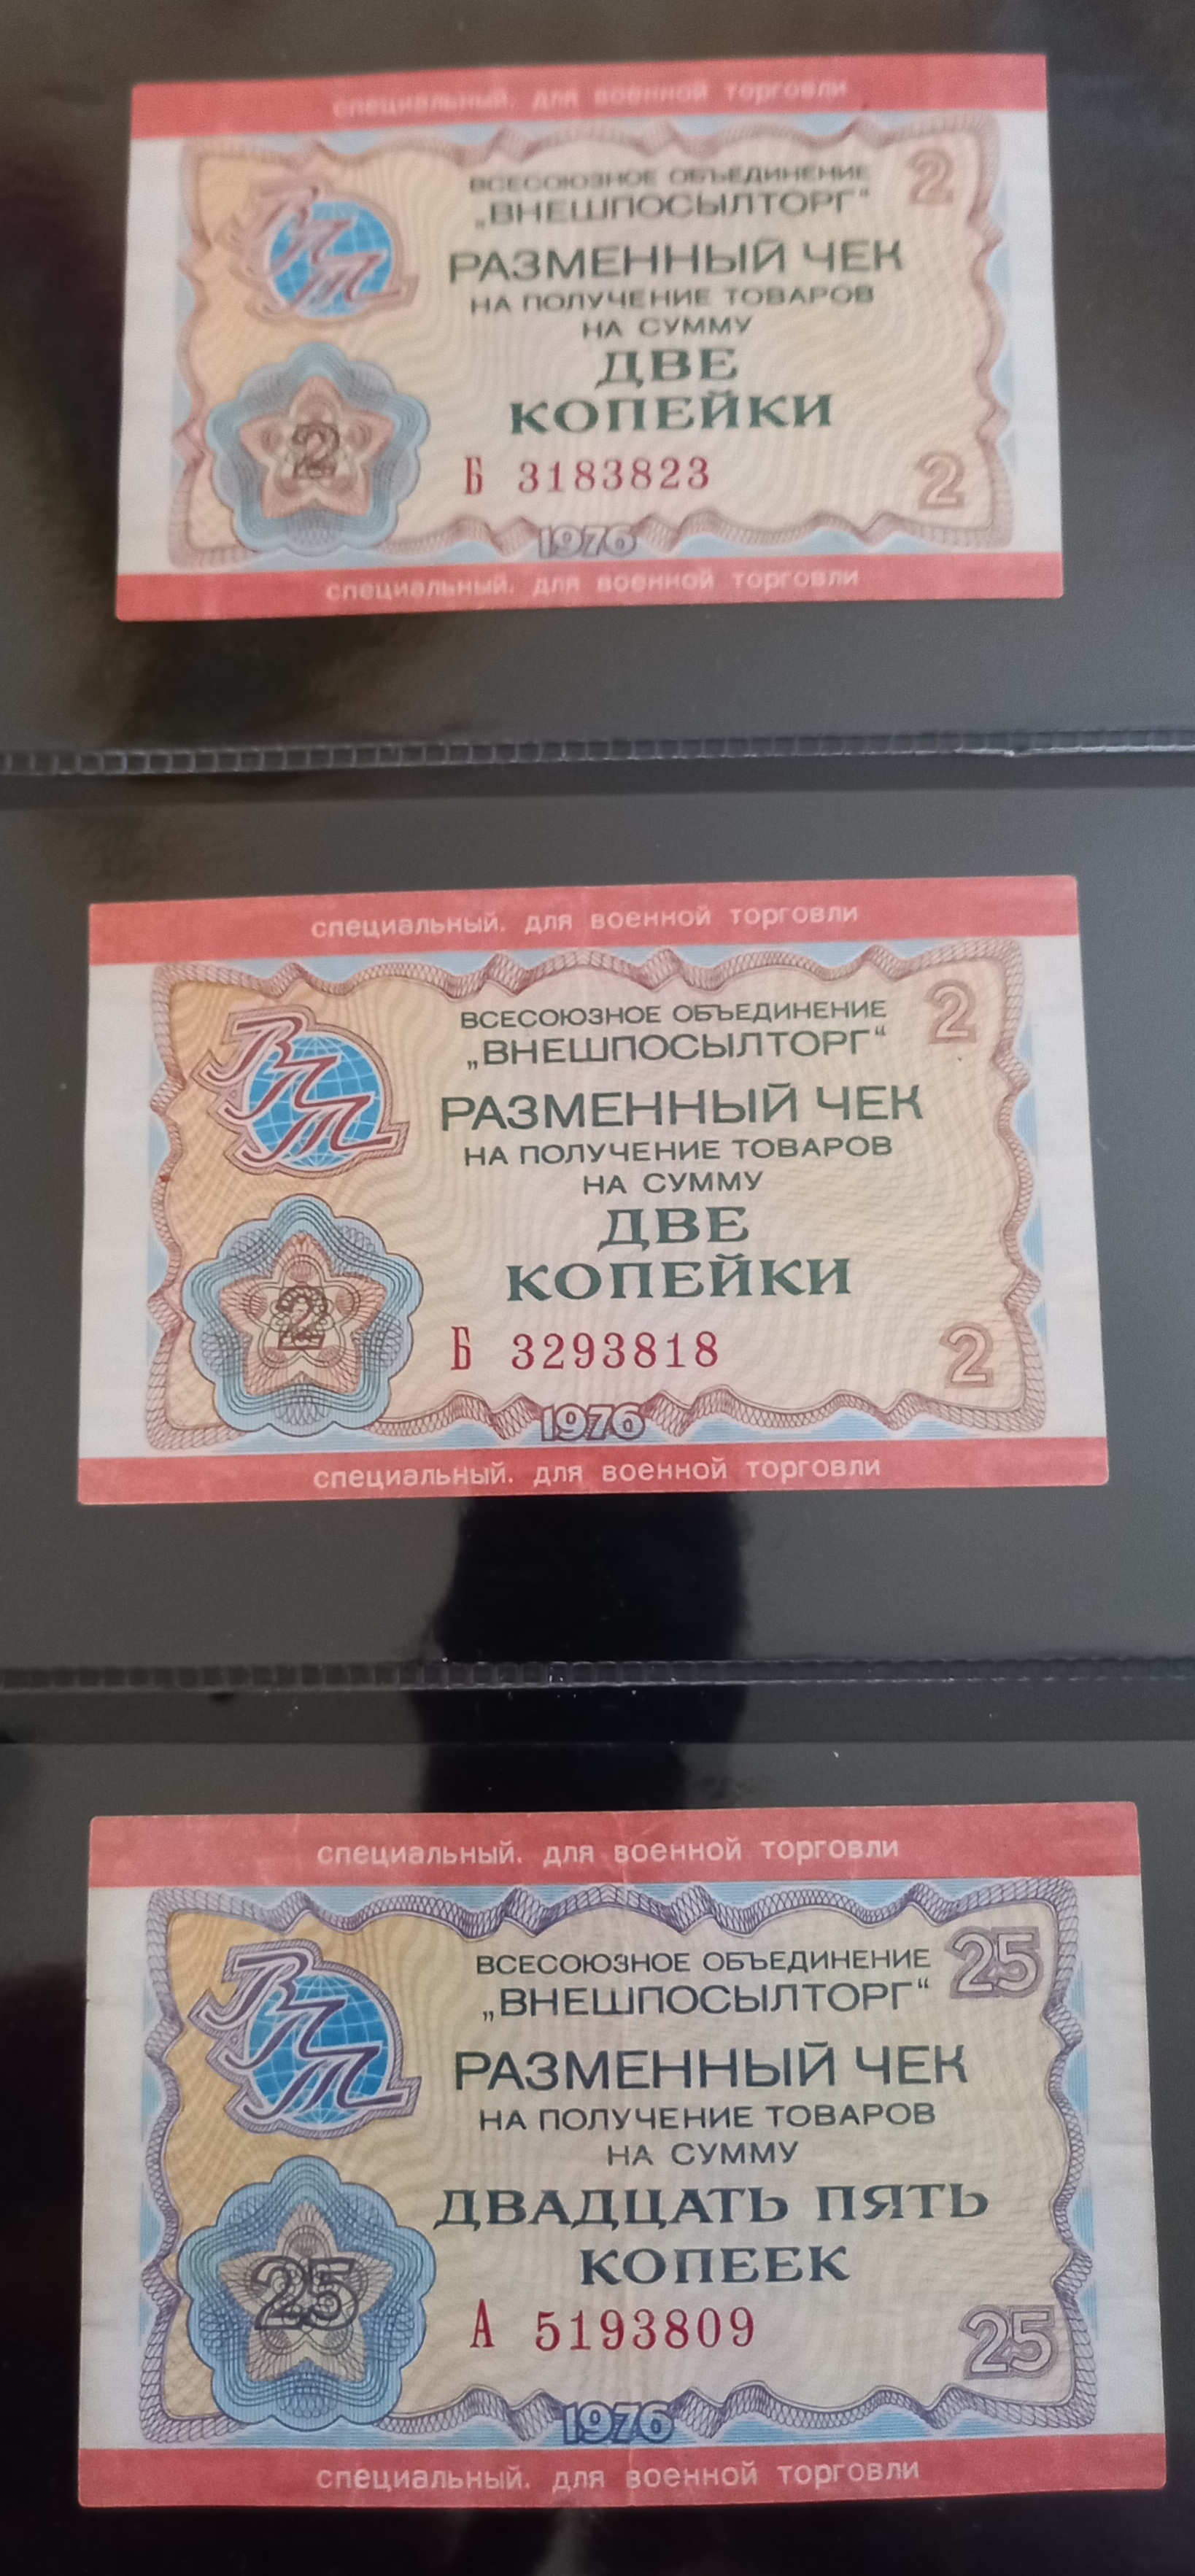 специальный. для военной торговли
ВСЕСОЮЗНОЕ ОБЪЕДИНЕНИЕ
2
„ВНЕШПОСЫЛТОРГ“
ВПТ
РАЗМЕННЫЙ ЧЕК
НА ПОЛУЧЕНИЕ ТОВАРОВ
НА СУММУ
ДВЕ
КОПЕЙКИ
2
Б 3183823
2
1976
специальный. для военной торговли
специальный. для военной торговли
ВСЕСОЮЗНОЕ ОБЪЕДИНЕНИЕ
2
„ВНЕШПОСЫЛТОРГ“
ВПТ
РАЗМЕННЫЙ ЧЕК
НА ПОЛУЧЕНИЕ ТОВАРОВ
НА СУММУ
ДВЕ
КОПЕЙКИ
2
Б 3293818
2
1976
специальный. для военной торговли
специальный. для военной торговли
ВСЕСОЮЗНОЕ ОБЪЕДИНЕНИЕ
25
„ВНЕШПОСЫЛТОРГ“
ВПТ
РАЗМЕННЫЙ ЧЕК
НА ПОЛУЧЕНИЕ ТОВАРОВ
НА СУММУ
ДВАДЦАТЬ ПЯТЬ
КОПЕЕК
25
А 5193809
25
1976
специальный. для военной торговли